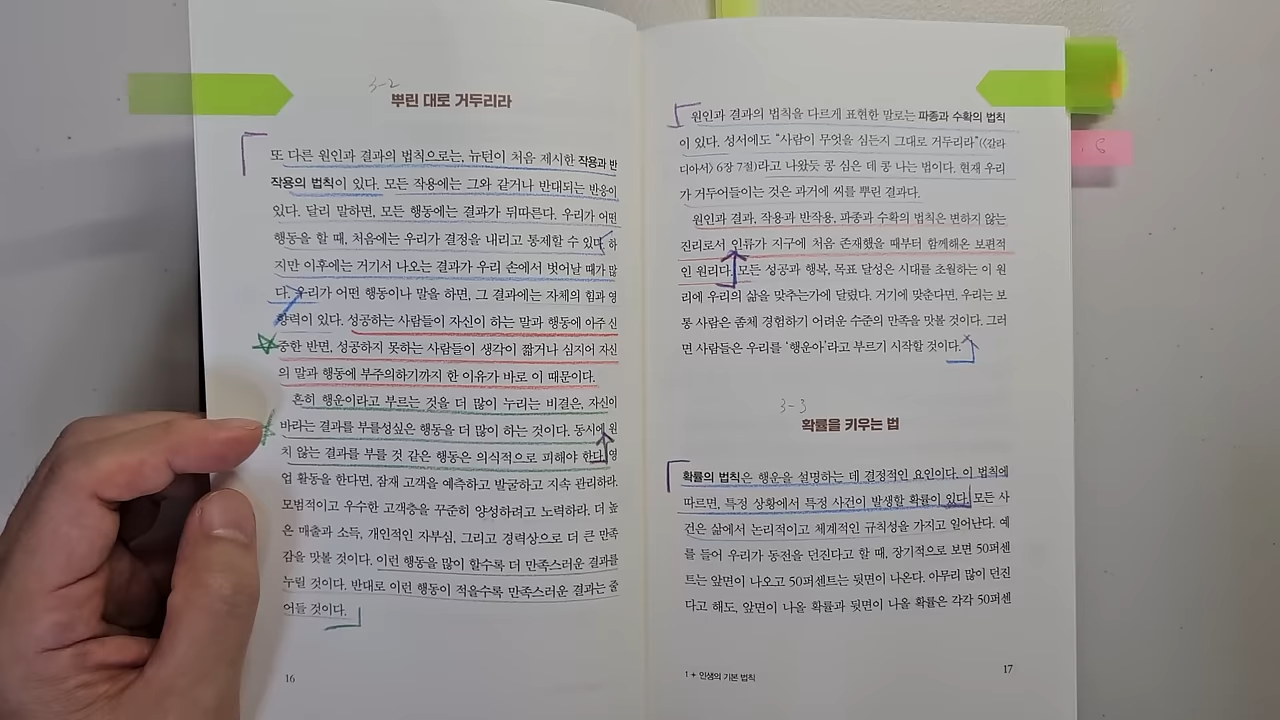 3-2
뿌린 대로 거두리라
또 다른 원인과 결과의 법칙으로는, 뉴턴이 처음 제시한 작용과 반
작용의 법칙이 있다. 모든 작용에는 그와 같거나 반대되는 반응이
있다. 달리 말하면, 모든 행동에는 결과가 뒤따른다. 우리가 어떤
행동을 할 때, 처음에는 우리가 결정을 내리고 통제할 수 있다. 하
지만 이후에는 거기서 나오는 결과가 우리 손에서 벗어날 때가 많
다. 우리가 어떤 행동이나 말을 하면, 그 결과에는 자체의 힘과 영
향력이 있다. 성공하는 사람들이 자신이 하는 말과 행동에 아주 신
중한 반면, 성공하지 못하는 사람들이 생각이 짧거나 심지어 자신
의 말과 행동에 부주의하기까지 한 이유가 바로 이 때문이다.
흔히 행운이라고 부르는 것을 더 많이 누리는 비결은, 자신이
바라는 결과를 부를성싶은 행동을 더 많이 하는 것이다. 동시에 원
치 않는 결과를 부를 것 같은 행동은 의식적으로 피해야 한다. 영
업 활동을 한다면, 잠재 고객을 예측하고 발굴하고 지속 관리하라.
모범적이고 우수한 고객층을 꾸준히 양성하려고 노력하라. 더 높
은 매출과 소득, 개인적인 자부심, 그리고 경력상으로 더 큰 만족
감을 맛볼 것이다. 이런 행동을 많이 할수록 더 만족스러운 결과를
누릴 것이다. 반대로 이런 행동이 적을수록 만족스러운 결과는 줄
어들 것이다.
16
원인과 결과의 법칙을 다르게 표현한 말로는 파종과 수확의 법칙
이 있다. 성서에도 “사람이 무엇을 심든지 그대로 거두리라”(〈갈라
디아서〉 6장 7절)라고 나왔듯 콩 심은 데 콩 나는 법이다. 현재 우리
가 거두어들이는 것은 과거에 씨를 뿌린 결과다.
원인과 결과, 작용과 반작용, 파종과 수확의 법칙은 변하지 않는
진리로서 인류가 지구에 처음 존재했을 때부터 함께해온 보편적
인 원리다. 모든 성공과 행복, 목표 달성은 시대를 초월하는 이 원
리에 우리의 삶을 맞추는가에 달렸다. 거기에 맞춘다면, 우리는 보
통 사람은 좀체 경험하기 어려운 수준의 만족을 맛볼 것이다. 그러
면 사람들은 우리를 ‘행운아’라고 부르기 시작할 것이다.
3-3
확률을 키우는 법
확률의 법칙은 행운을 설명하는 데 결정적인 요인이다. 이 법칙에
따르면, 특정 상황에서 특정 사건이 발생할 확률이 있다. 모든 사
건은 삶에서 논리적이고 체계적인 규칙성을 가지고 일어난다. 예
를 들어 우리가 동전을 던진다고 할 때, 장기적으로 보면 50퍼센
트는 앞면이 나오고 50퍼센트는 뒷면이 나온다. 아무리 많이 던진
다고 해도, 앞면이 나올 확률과 뒷면이 나올 확률은 각각 50퍼센
1 + 인생의 기본 법칙
17